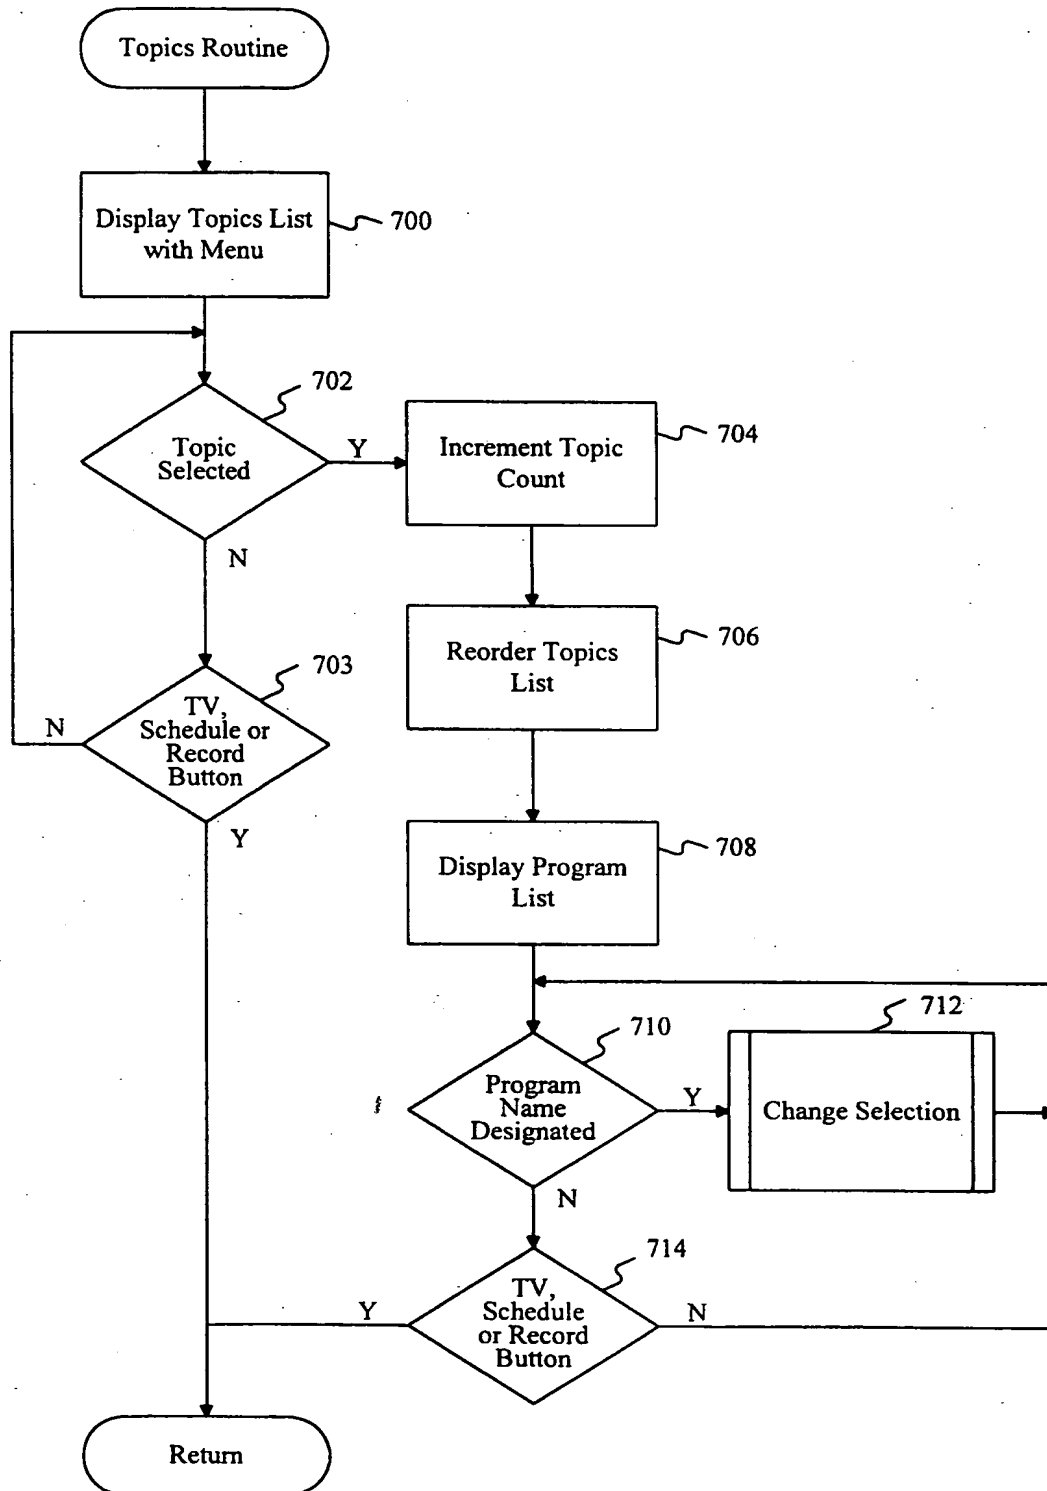 Topics Routine
Display Topics List
with Menu
700
702
Topic
Selected
Y
N
Increment Topic
Count
704
Reorder Topics
List
706
703
TV,
Schedule or
Record
Button
N
Y
Display Program
List
708
710
Program
Name
Designated
Y
N
712
Change Selection
714
TV,
Schedule
or Record
Button
Y
N
Return